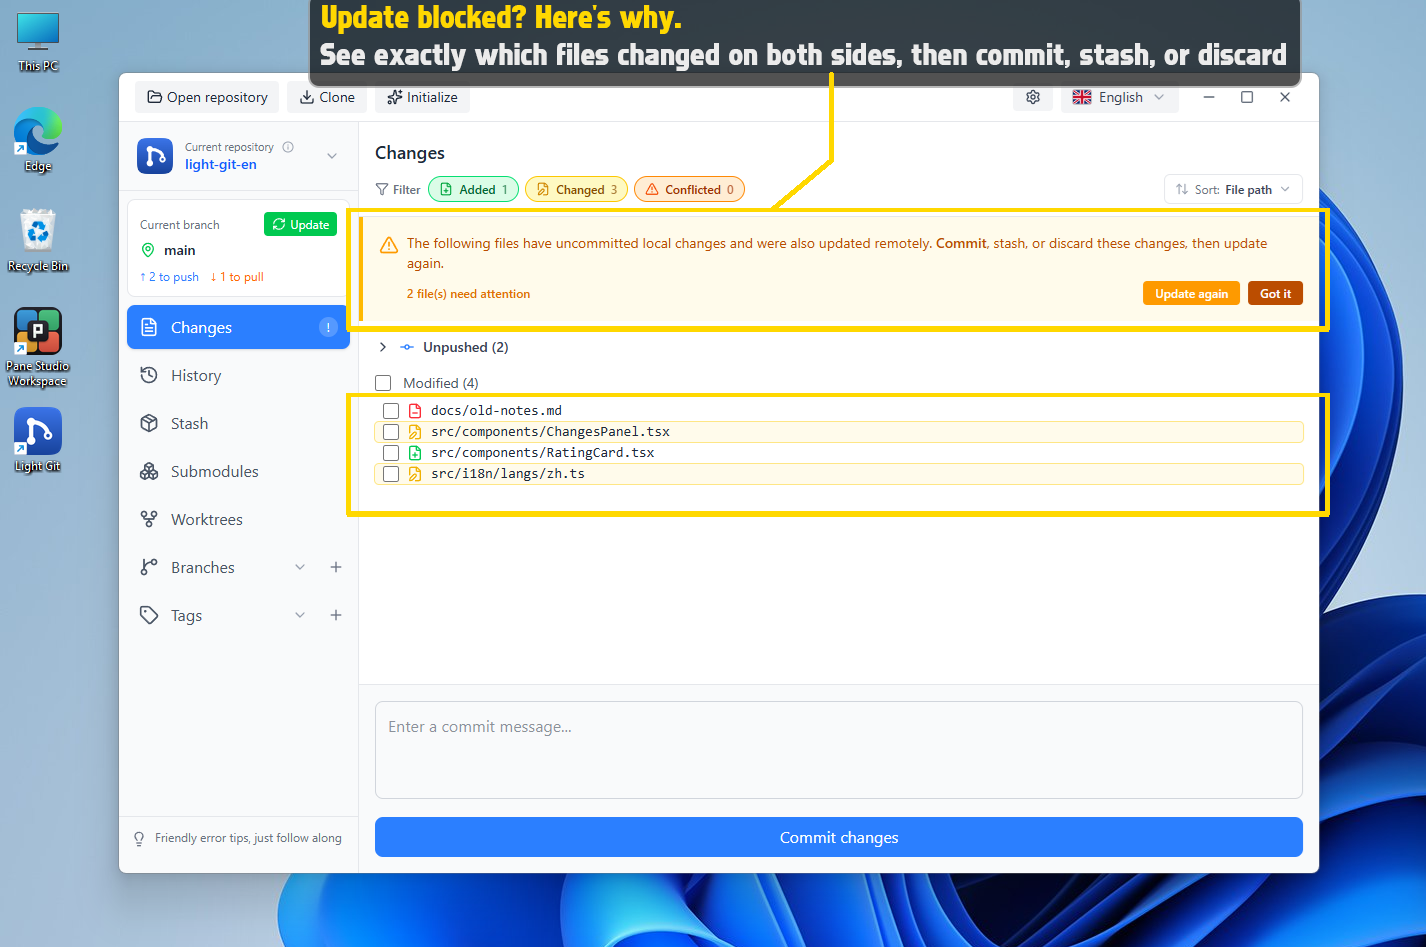 Update blocked? Here's why.
See exactly which files changed on both sides, then commit, stash, or discard
This PC
Edge
Recycle Bin
Pane Studio
Workspace
Light Git
Open repository
Clone
Initialize
English
Current repository
light-git-en
Current branch
Update
main
↑ 2 to push ↓ 1 to pull
Changes
!
History
Stash
Submodules
Worktrees
Branches
Tags
Friendly error tips, just follow along
Changes
Filter
Added 1
Changed 3
Conflicted 0
Sort: File path
The following files have uncommitted local changes and were also updated remotely. Commit, stash, or discard these changes, then update
again.
2 file(s) need attention
Update again
Got it
Unpushed (2)
Modified (4)
docs/old-notes.md
src/components/ChangesPanel.tsx
src/components/RatingCard.tsx
src/i18n/langs/zh.ts
Enter a commit message...
Commit changes